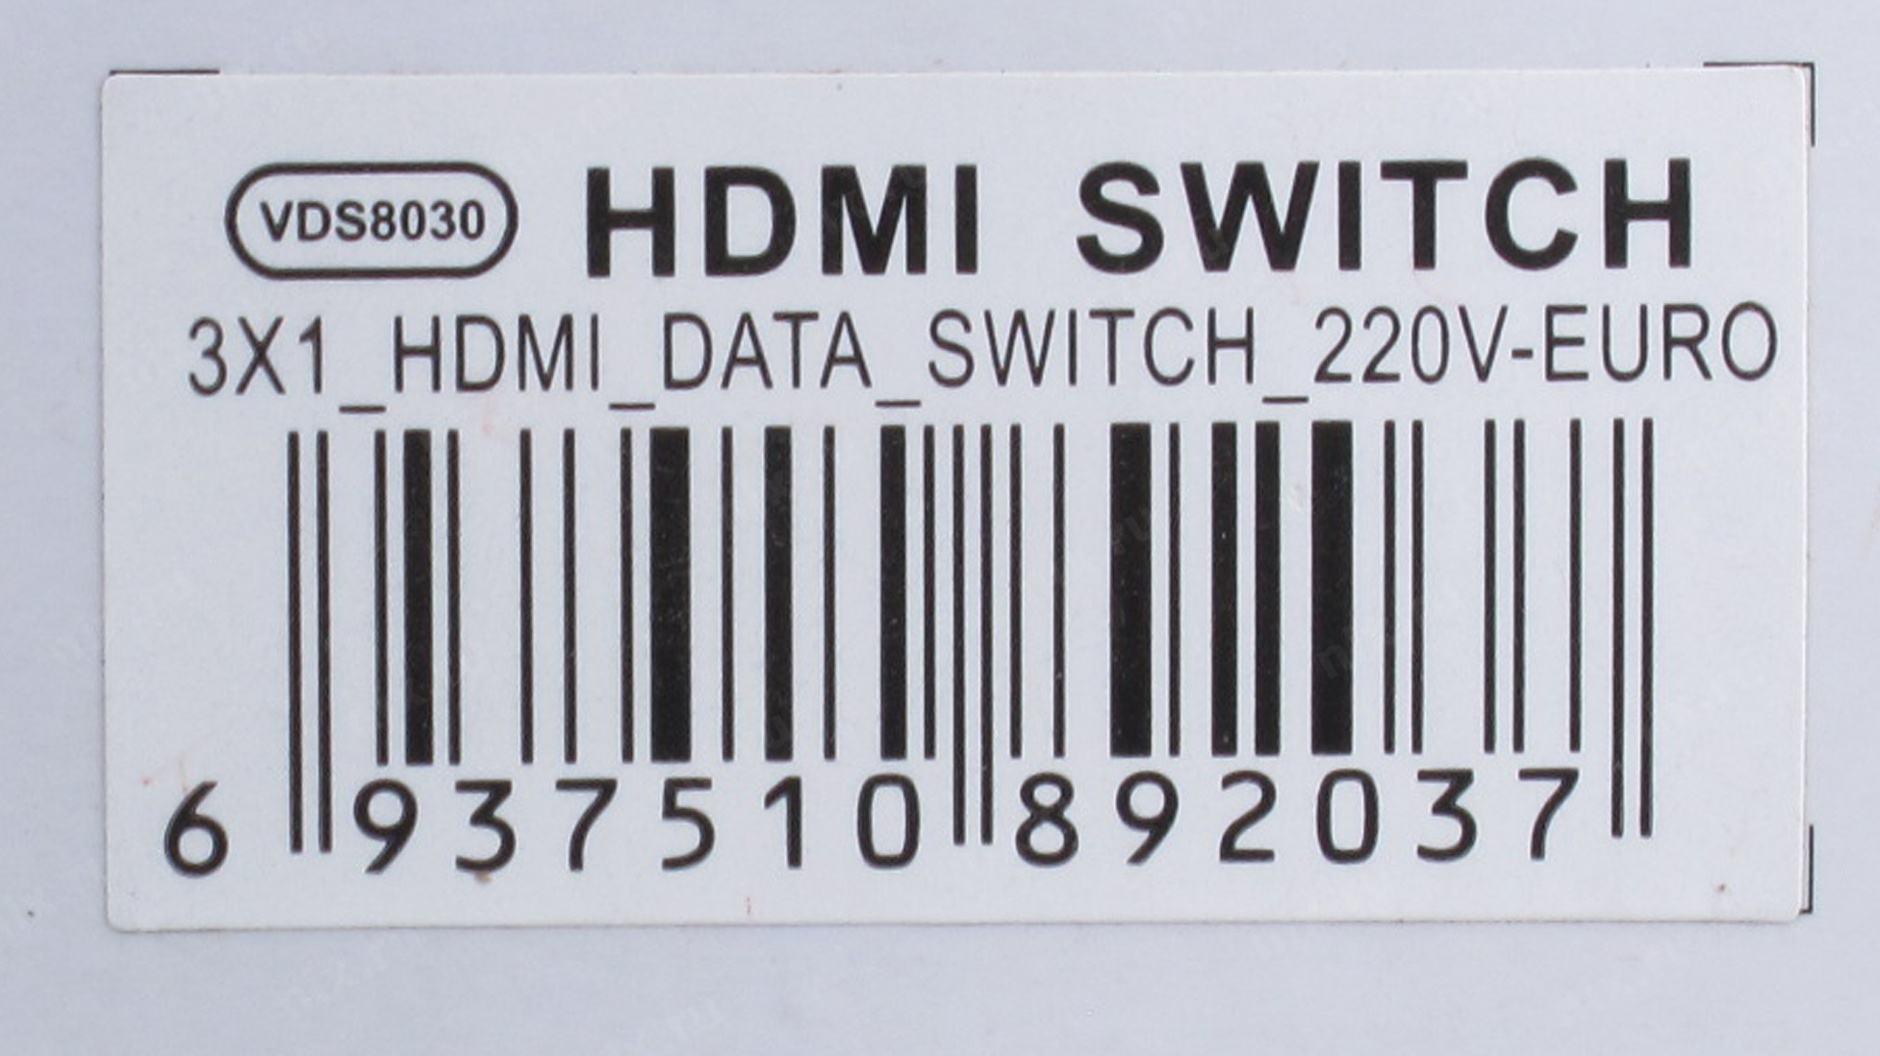 VDS8030 HDMI SWITCH
3X1_HDMI_DATA_SWITCH_220V-EURO
6 937510 892037